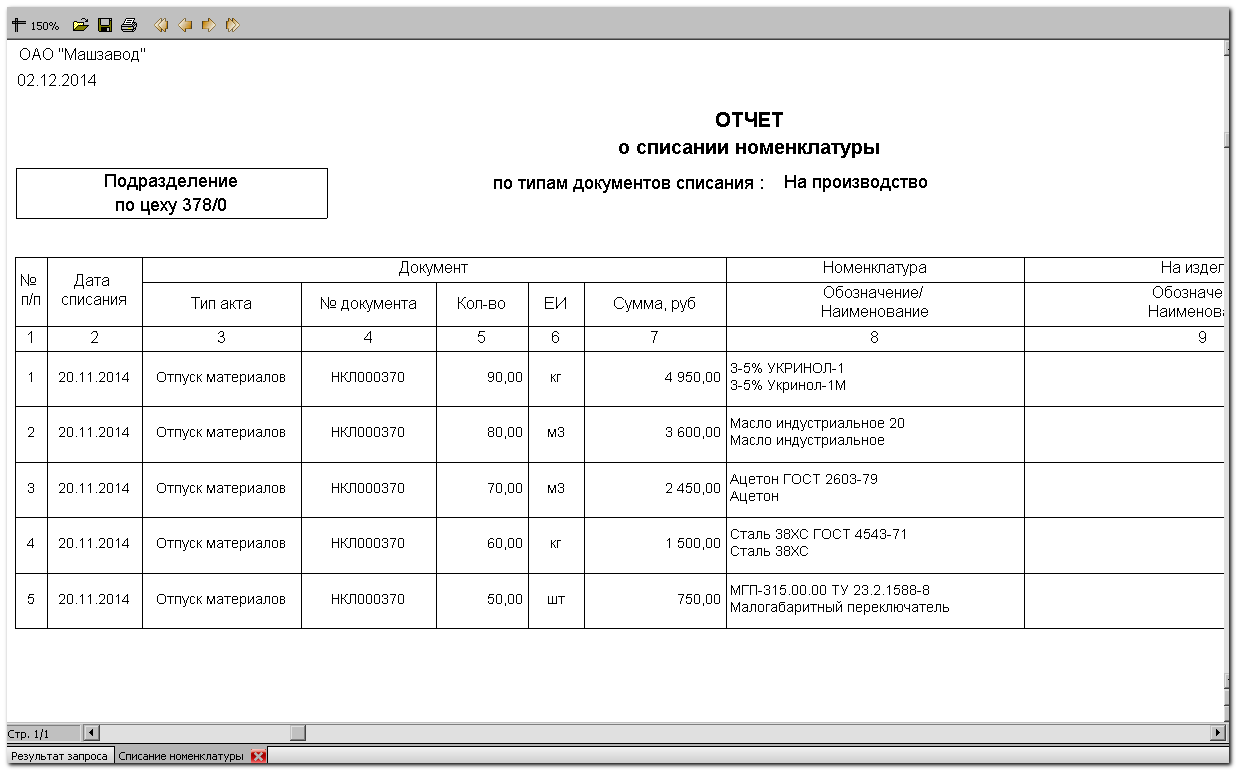 150%
ОАО "Машзавод"
02.12.2014
ОТЧЕТ
о списании номенклатуры
по типам документов списания : На производство
Подразделение
по цеху 378/0
№ п/п Дата списания Документ Номенклатура На издел
Тип акта № документа Кол-во ЕИ Сумма, руб Обозначение/ Обозначе
Наименование Наименова
1 2 3 4 5 6 7 8 9
1 20.11.2014 Отпуск материалов НКЛ000370 90,00 кг 4 950,00 3-5% УКРИНОЛ-1
3-5% Укринол-1М
2 20.11.2014 Отпуск материалов НКЛ000370 80,00 м3 3 600,00 Масло индустриальное 20
Масло индустриальное
3 20.11.2014 Отпуск материалов НКЛ000370 70,00 м3 2 450,00 Ацетон ГОСТ 2603-79
Ацетон
4 20.11.2014 Отпуск материалов НКЛ000370 60,00 кг 1 500,00 Сталь 38ХС ГОСТ 4543-71
Сталь 38ХС
5 20.11.2014 Отпуск материалов НКЛ000370 50,00 шт 750,00 МГП-315.00.00 ТУ 23.2.1588-8
Малогабаритный переключатель
Стр. 1/1
Результат запроса Списание номенклатуры